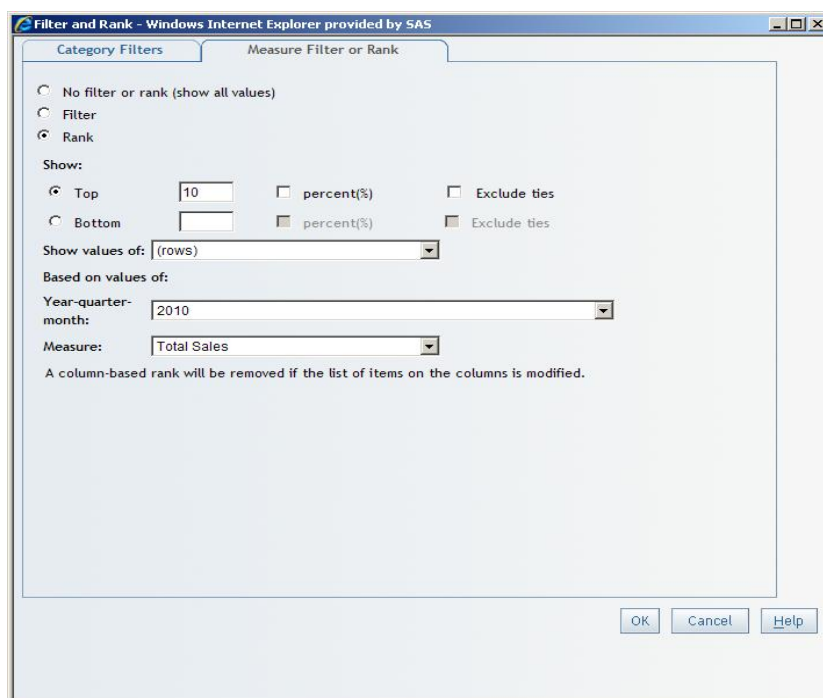 Filter and Rank - Windows Internet Explorer provided by SAS
Category Filters Measure Filter or Rank
No filter or rank (show all values)
Filter
Rank
Show:
Top 10 percent(%) Exclude ties
Bottom percent(%) Exclude ties
Show values of: (rows)
Based on values of:
Year-quarter-
month: 2010
Measure: Total Sales
A column-based rank will be removed if the list of items on the columns is modified.
OK Cancel Help